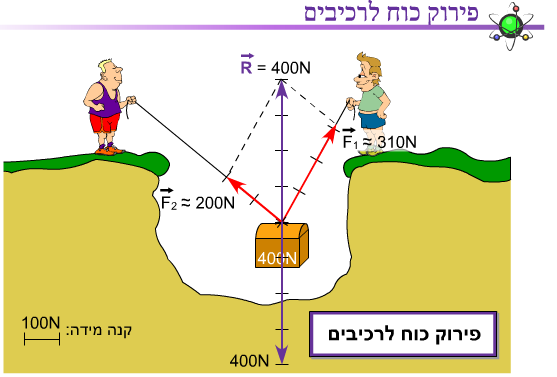 פירוק כוח לרכיבים
R = 400N
F₁ ≈ 310N
F₂ ≈ 200N
400N
100N
קנה מידה:
פירוק כוח לרכיבים
400N